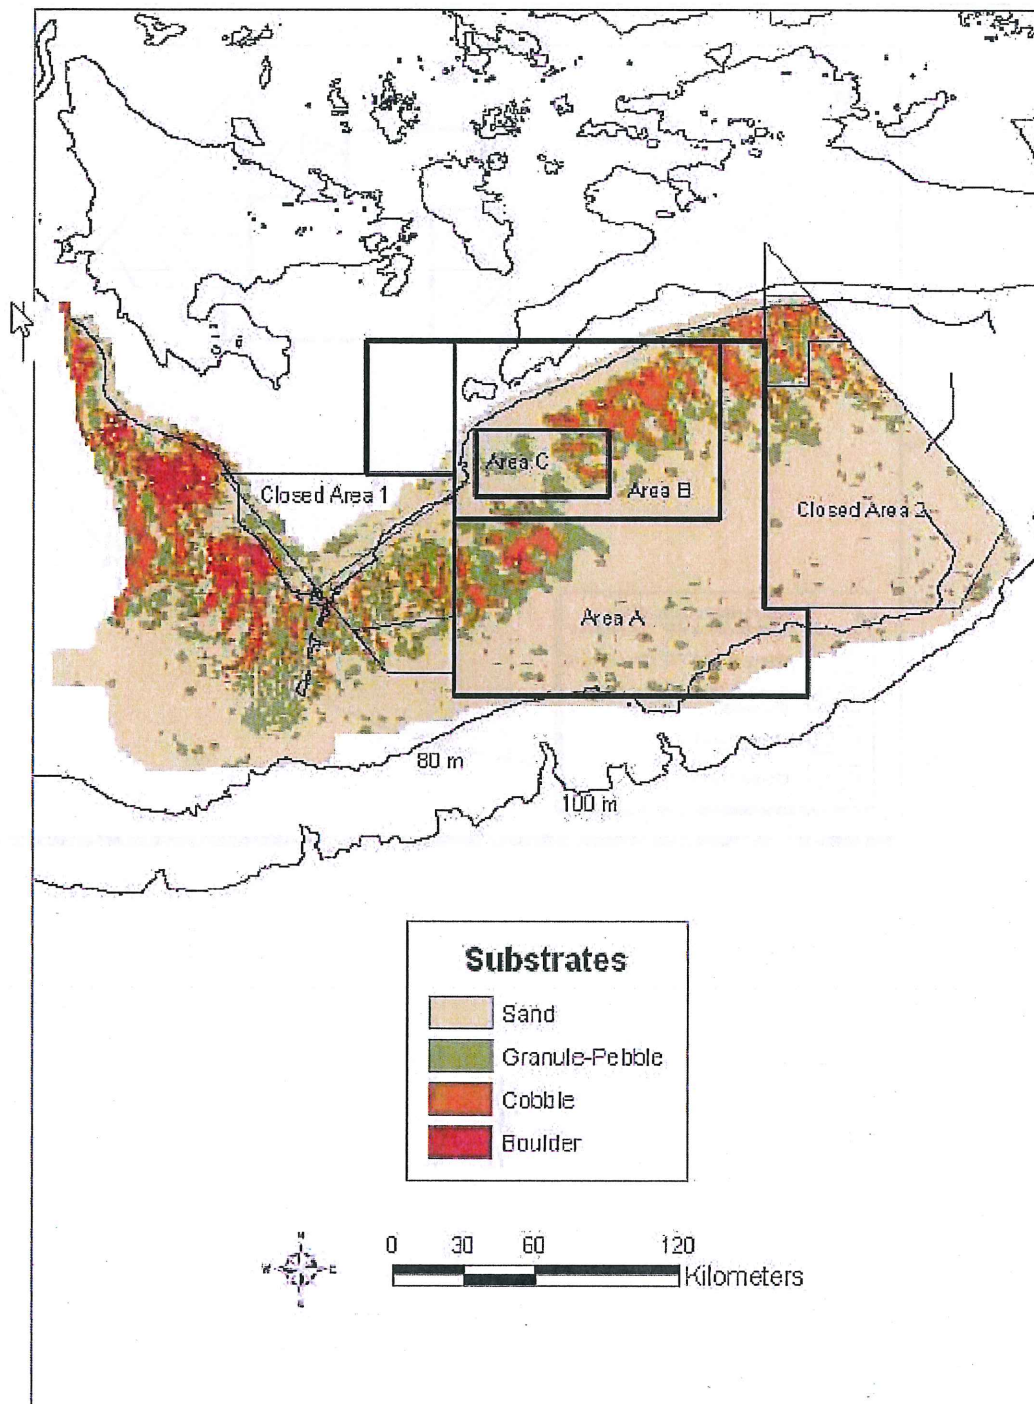 Closed Area 1
Area C
Area B
Closed Area 2
Area A
80 m
100 m
Substrates
Sand
Granule-Pebble
Cobble
Boulder
N
W E
S
0 30 60 120
Kilometers